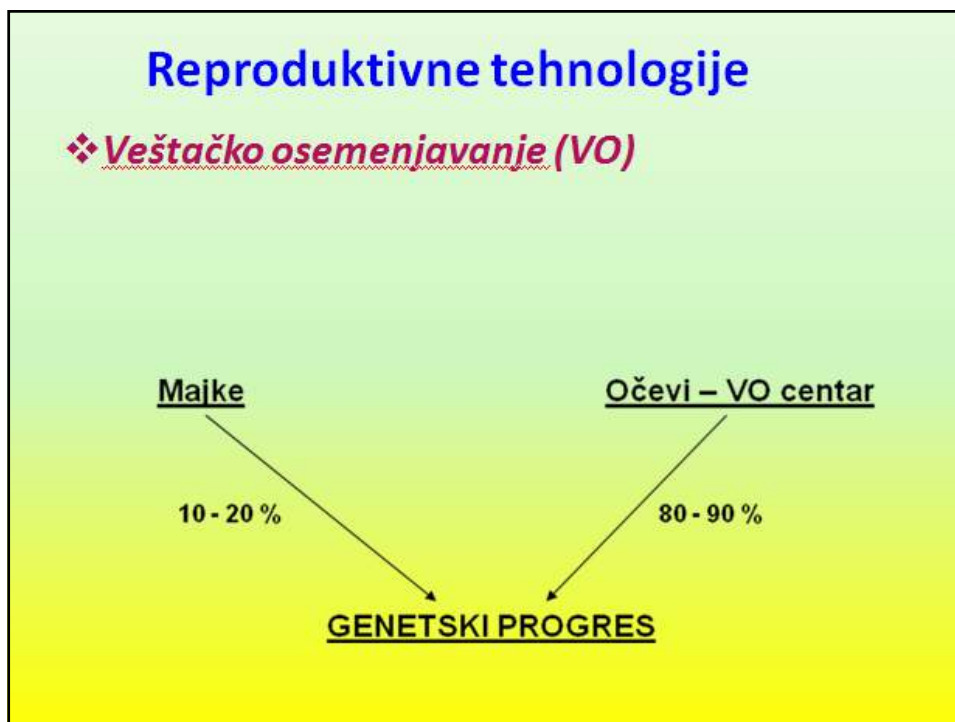 Reproduktivne tehnologije
❖Veštačko osemenjavanje (VO)
Majke
Očevi – VO centar
10 - 20 %
80 - 90 %
GENETSKI PROGRES